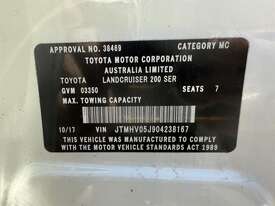 APPROVAL NO. 38469 CATEGORY MC
TOYOTA MOTOR CORPORATION
AUSTRALIA LIMITED
TOYOTA LANDCRUISER 200 SER
GVM 03350 SEATS 7
MAX. TOWING CAPACITY
10/17 VIN JTMHV05J904238167
THIS VEHICLE WAS MANUFACTURED TO COMPLY
WITH THE MOTOR VEHICLE STANDARDS ACT 1989